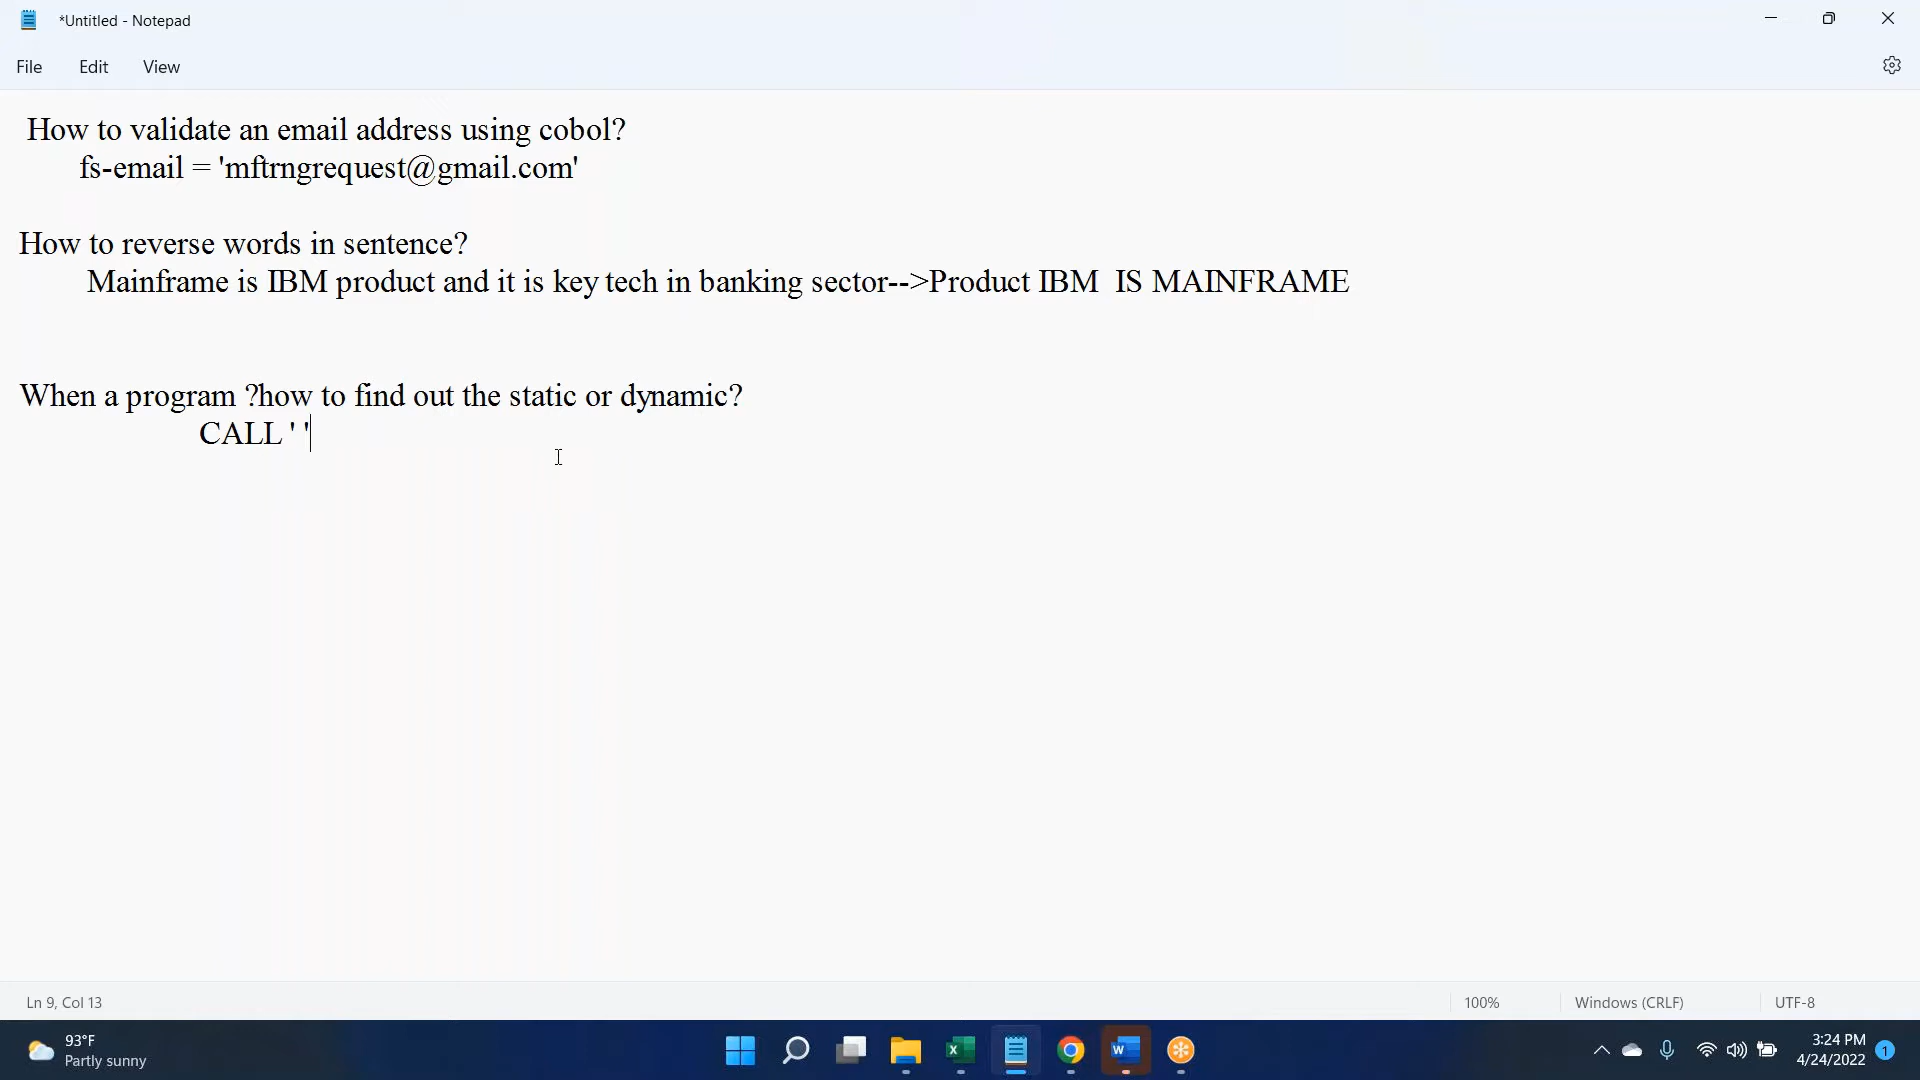 *Untitled - Notepad
File Edit View
How to validate an email address using cobol?
fs-email = 'mftrngrequest@gmail.com'
How to reverse words in sentence?
Mainframe is IBM product and it is key tech in banking sector-->Product IBM  IS MAINFRAME
When a program ?how to find out the static or dynamic?
CALL ' '
Ln 9, Col 13 100% Windows (CRLF) UTF-8
93°F
Partly sunny
3:24 PM
4/24/2022
1